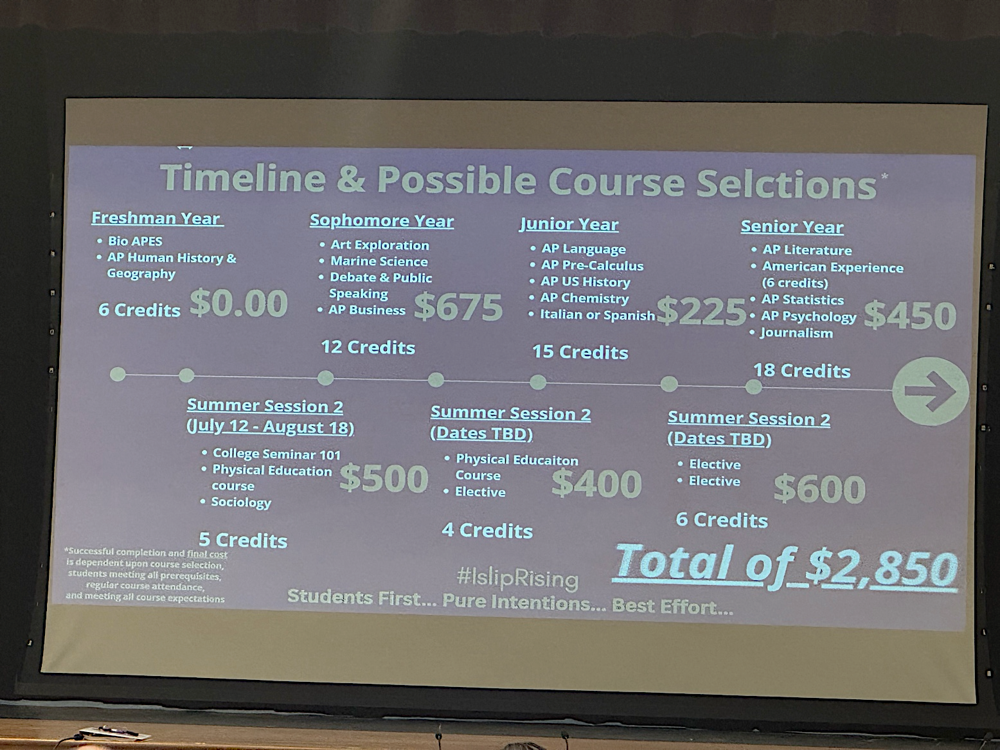 Timeline & Possible Course Selctions*
Freshman Year
• Bio APES
• AP Human History &
Geography
6 Credits
$0.00
Sophomore Year
• Art Exploration
• Marine Science
• Debate & Public
Speaking
• AP Business
$675
12 Credits
Junior Year
• AP Language
• AP Pre-Calculus
• AP US History
• AP Chemistry
• Italian or Spanish
$225
15 Credits
Senior Year
• AP Literature
• American Experience
(6 credits)
• AP Statistics
• AP Psychology
• Journalism
$450
18 Credits
Summer Session 2
(July 12 - August 18)
• College Seminar 101
• Physical Education
course
• Sociology
$500
5 Credits
Summer Session 2
(Dates TBD)
• Physical Educaiton
Course
• Elective
$400
4 Credits
Summer Session 2
(Dates TBD)
• Elective
• Elective
$600
6 Credits
Total of $2,850
*Successful completion and final cost
is dependent upon course selection,
students meeting all prerequisites,
regular course attendance,
and meeting all course expectations
#IslipRising
Students First... Pure Intentions... Best Effort...